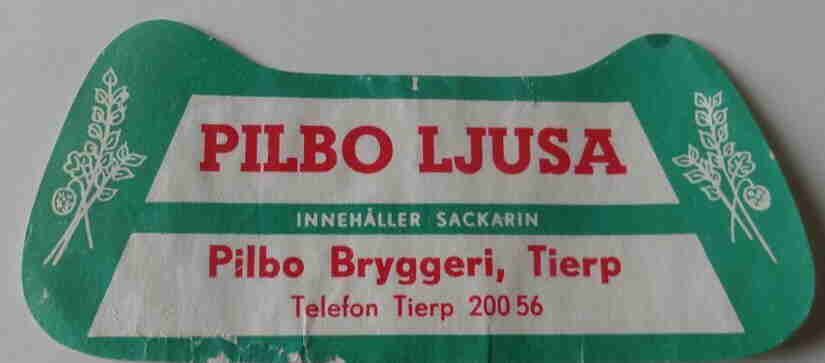 I
PILBO LJUSA
INNEHÅLLER SACKARIN
Pilbo Bryggeri, Tierp
Telefon Tierp 200 56